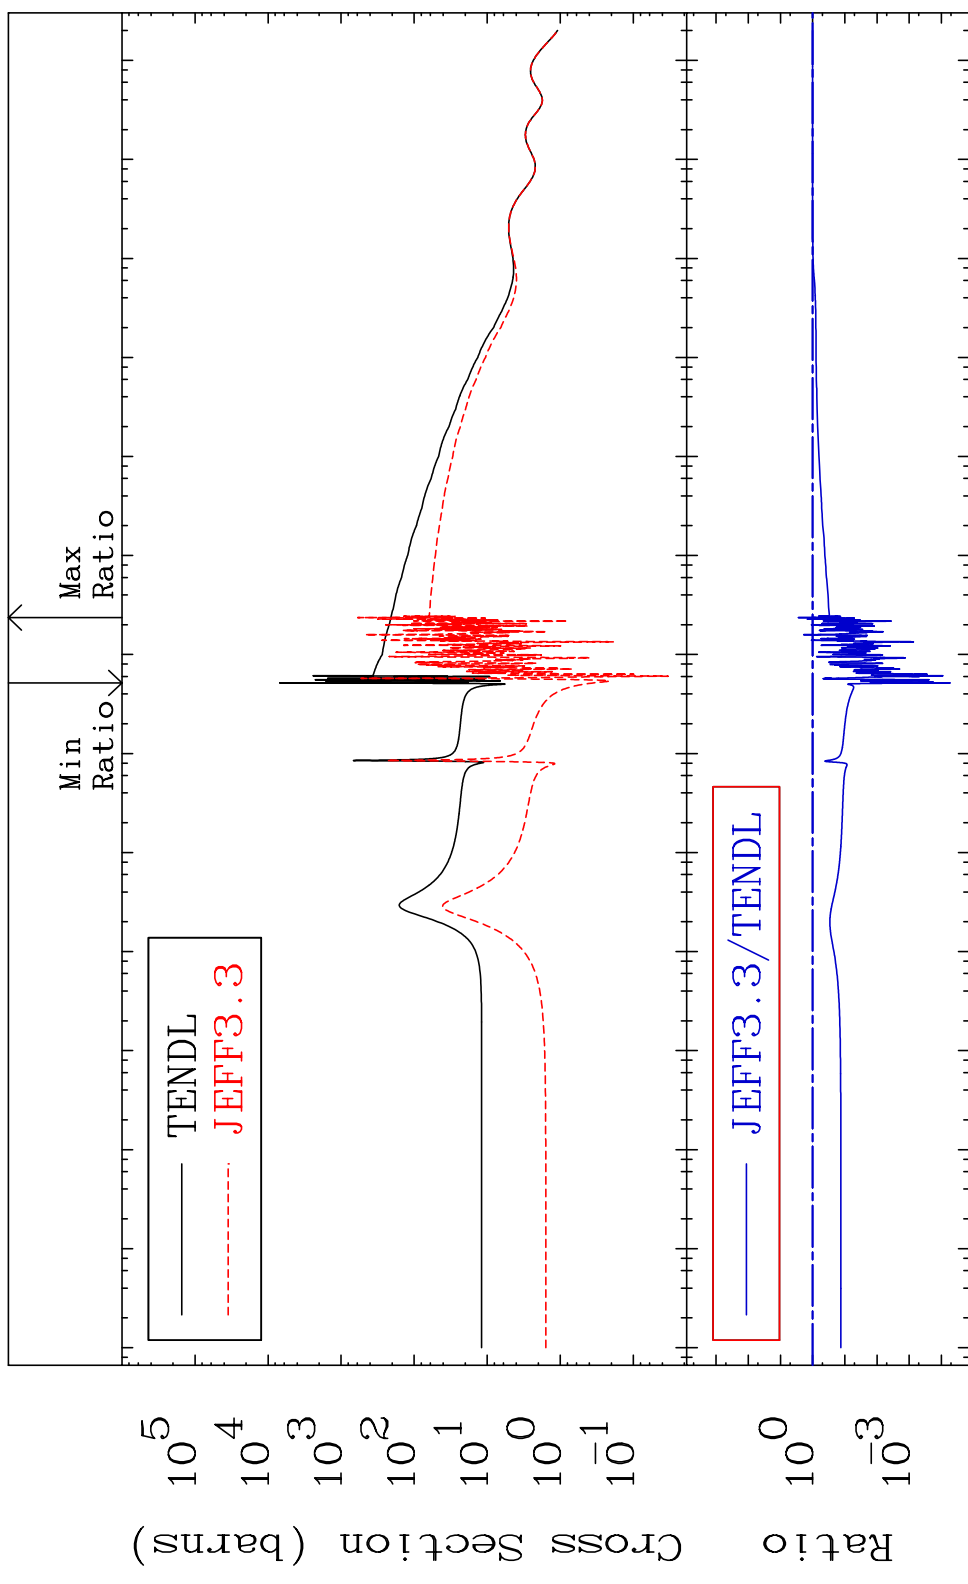 Min
Ratio
Max
Ratio
TENDL
JEFF3.3
JEFF3.3/TENDL
10^5
10^4
10^3
10^2
10^1
10^0
10^-1
Cross Section (barns)
10^0
10^-3
Ratio